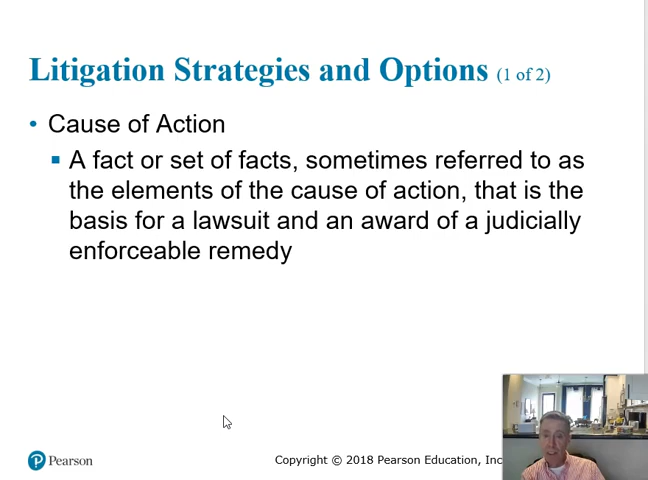 Litigation Strategies and Options (1 of 2)
• Cause of Action
▪ A fact or set of facts, sometimes referred to as
the elements of the cause of action, that is the
basis for a lawsuit and an award of a judicially
enforceable remedy
Pearson
Copyright © 2018 Pearson Education, Inc